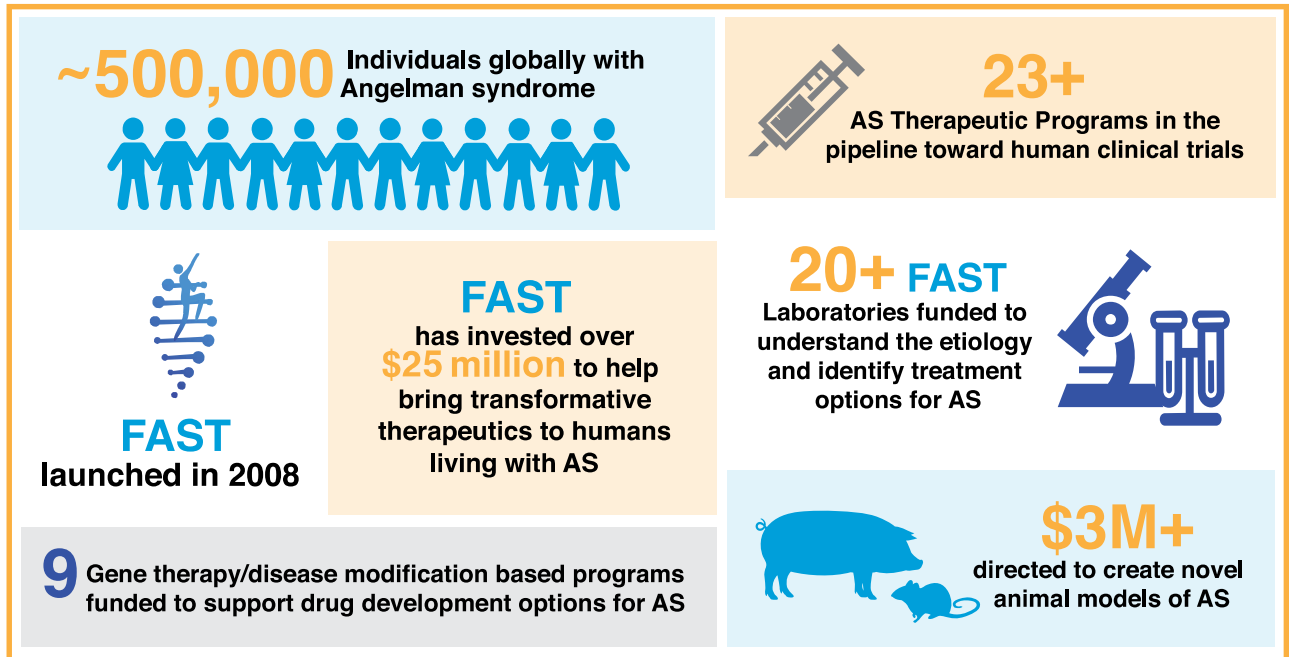 ~500,000 Individuals globally with
Angelman syndrome
23+
AS Therapeutic Programs in the
pipeline toward human clinical trials
FAST
launched in 2008
FAST
has invested over
$25 million to help
bring transformative
therapeutics to humans
living with AS
20+ FAST
Laboratories funded to
understand the etiology
and identify treatment
options for AS
9 Gene therapy/disease modification based programs
funded to support drug development options for AS
$3M+
directed to create novel
animal models of AS